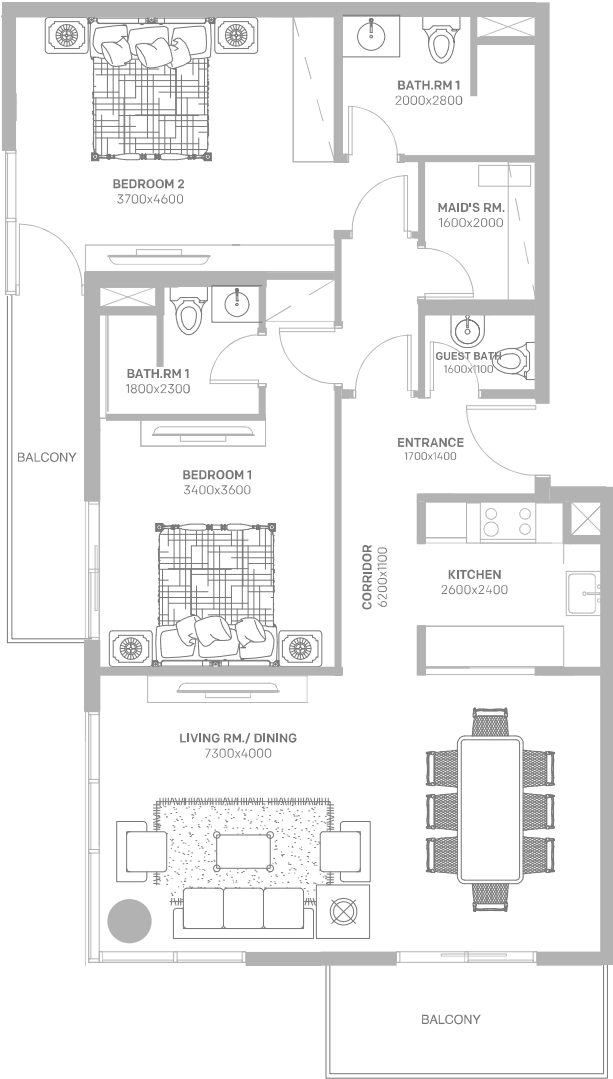 BATH.RM 1
2000x2800
BEDROOM 2
3700x4600
MAID'S RM.
1600x2000
GUEST BATH
1600x1100
BATH.RM 1
1800x2300
ENTRANCE
1700x1400
BALCONY
BEDROOM 1
3400x3600
CORRIDOR
6200x1100
KITCHEN
2600x2400
LIVING RM./ DINING
7300x4000
BALCONY